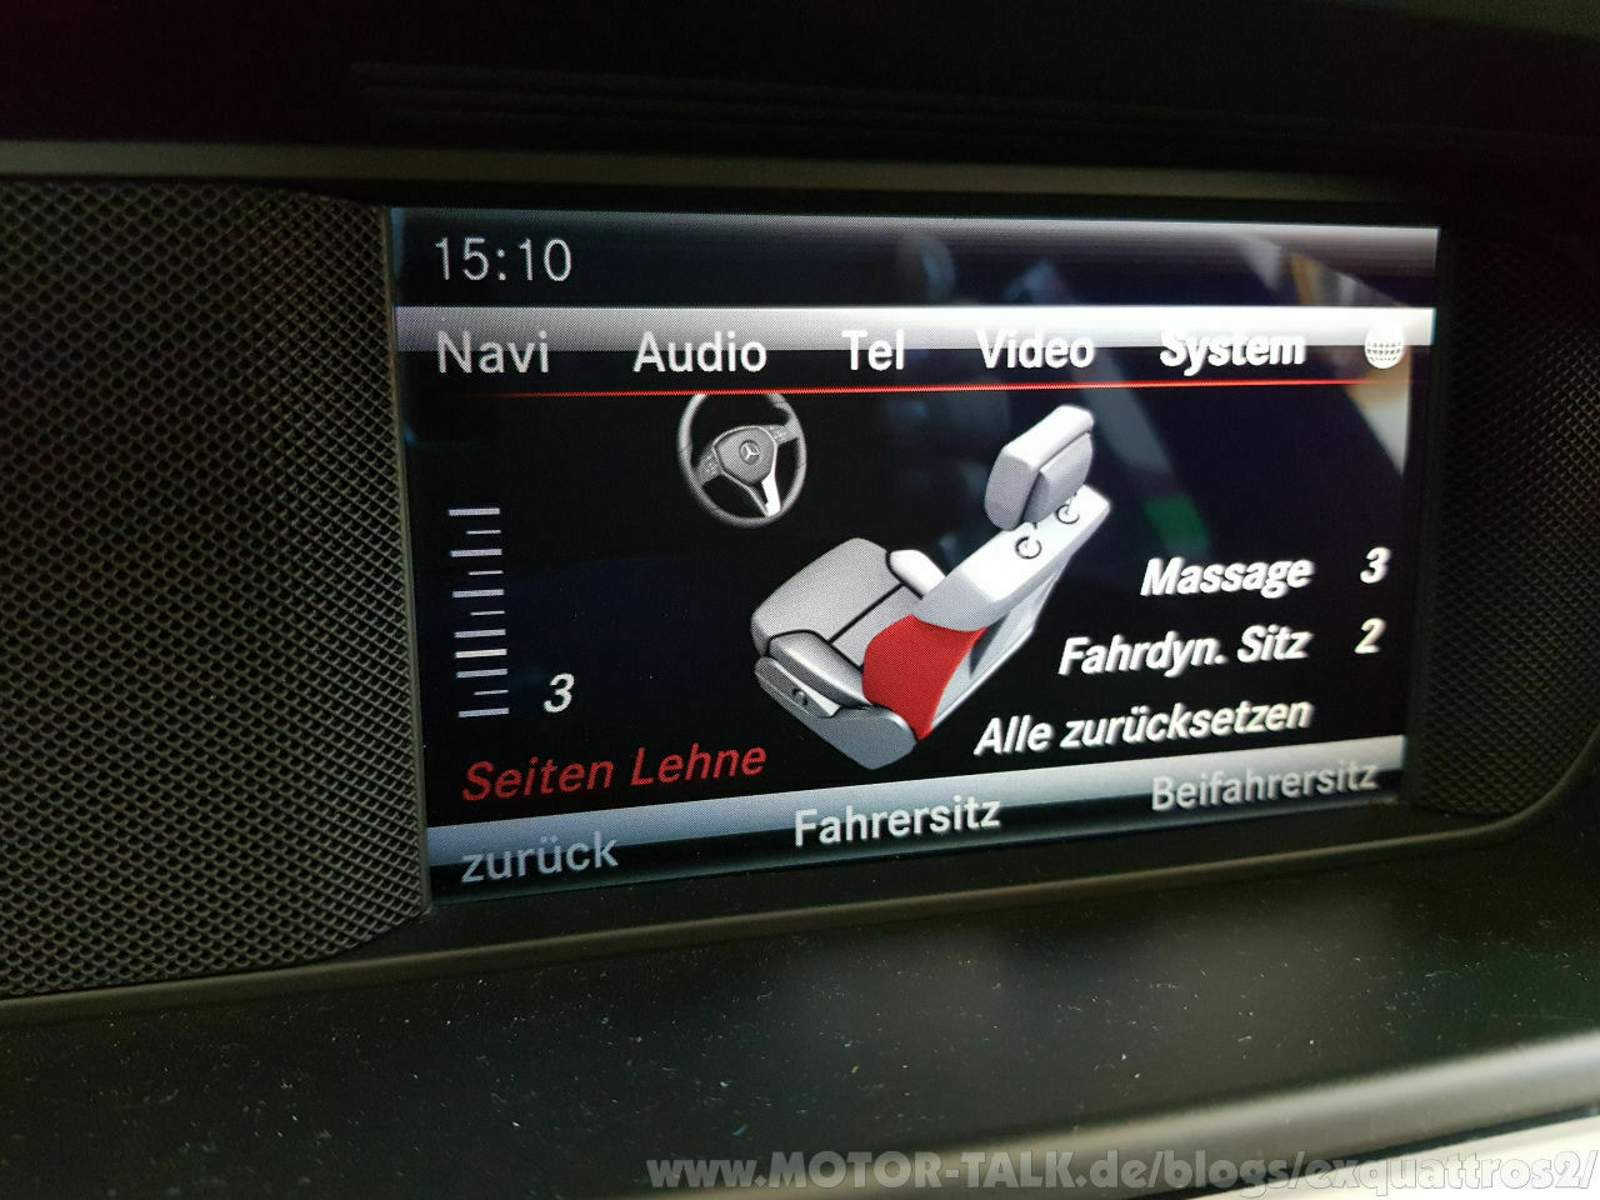 15:10
Navi Audio Tel Video System
Massage 3
Fahrdyn. Sitz 2
3
Alle zurücksetzen
Seiten Lehne
zurück Fahrersitz Beifahrersitz
www.MOTOR-TALK.de/blogs/exquattros2/